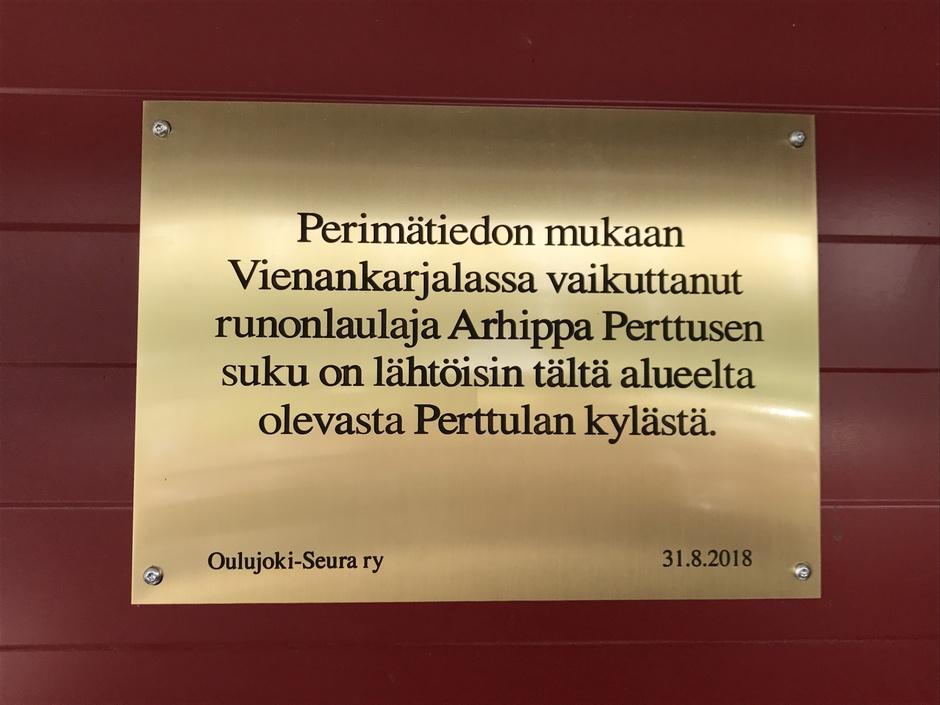 Perimätiedon mukaan
Vienankarjalassa vaikuttanut
runonlaulaja Arhippa Perttusen
suku on lähtöisin tältä alueelta
olevasta Perttulan kylästä.
Oulujoki-Seura ry 31.8.2018